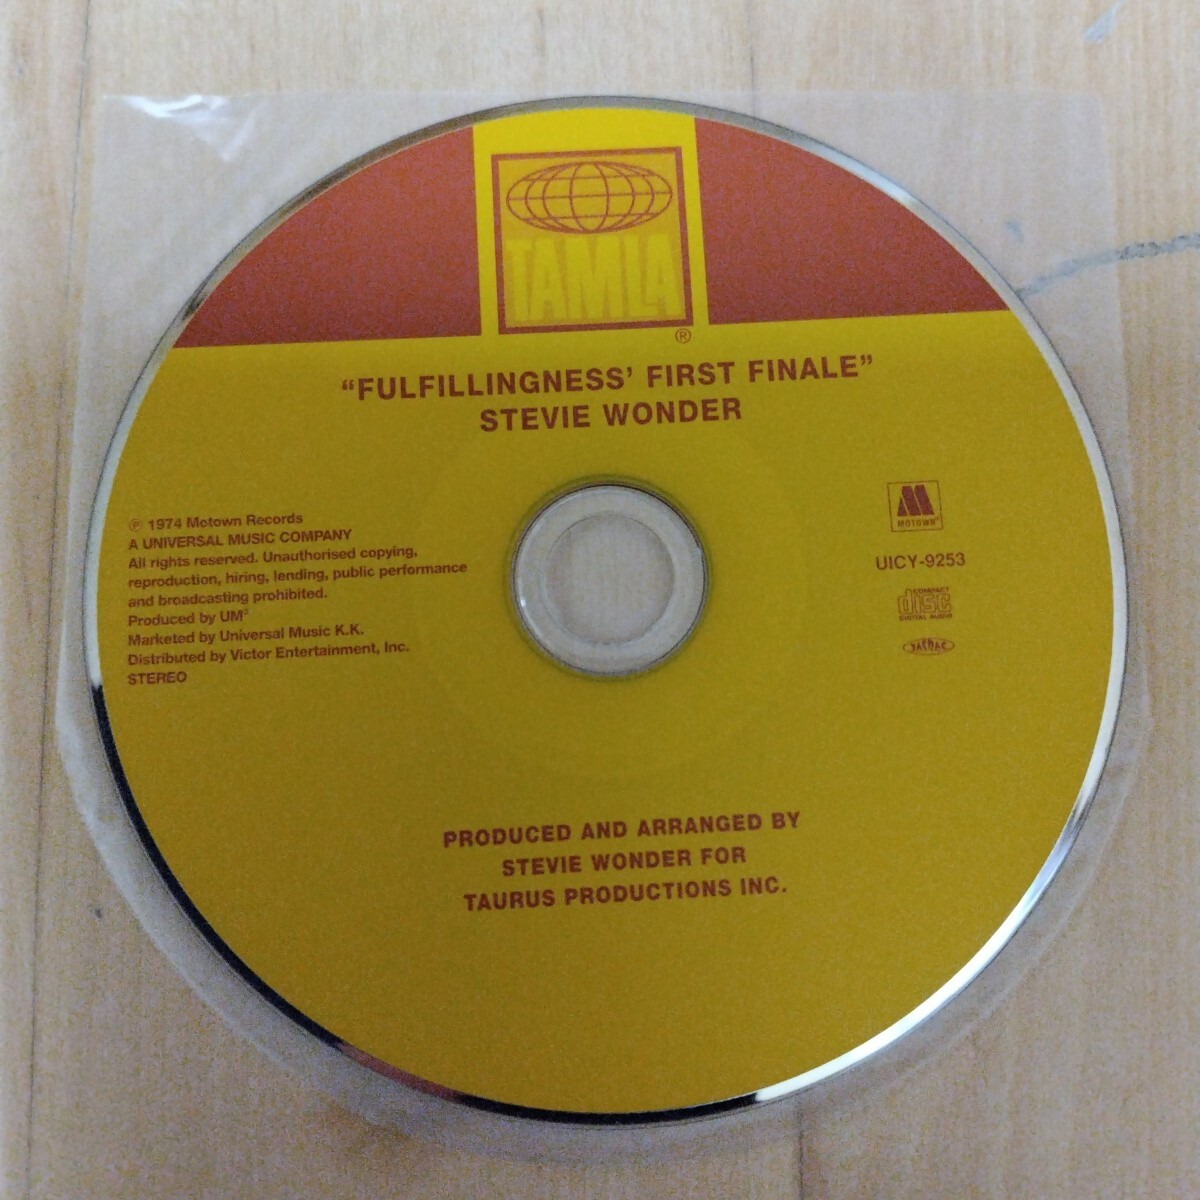 TAMLA
®
“FULFILLINGNESS’ FIRST FINALE”
STEVIE WONDER
℗ 1974 Motown Records
A UNIVERSAL MUSIC COMPANY
All rights reserved. Unauthorised copying,
reproduction, hiring, lending, public performance
and broadcasting prohibited.
Produced by UM³
Marketed by Universal Music K.K.
Distributed by Victor Entertainment, Inc.
STEREO
MOTOWN®
UICY-9253
COMPACT
disc
DIGITAL AUDIO
JASRAC
PRODUCED AND ARRANGED BY
STEVIE WONDER FOR
TAURUS PRODUCTIONS INC.